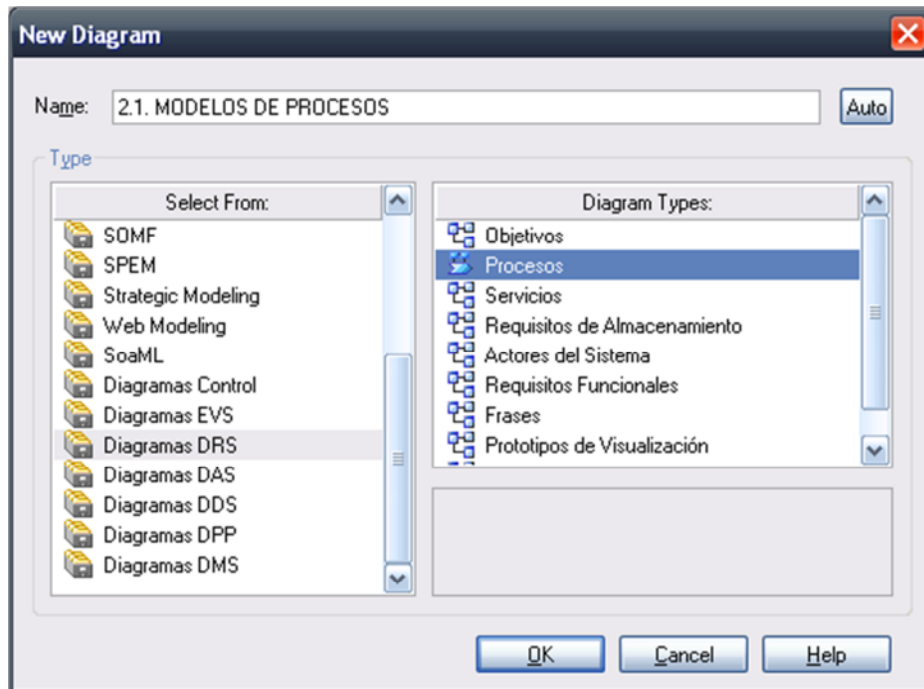 New Diagram
Name: 2.1. MODELOS DE PROCESOS Auto
Type
Select From:
SOMF
SPEM
Strategic Modeling
Web Modeling
SoaML
Diagramas Control
Diagramas EVS
Diagramas DRS
Diagramas DAS
Diagramas DDS
Diagramas DPP
Diagramas DMS
Diagram Types:
Objetivos
Procesos
Servicios
Requisitos de Almacenamiento
Actores del Sistema
Requisitos Funcionales
Frases
Prototipos de Visualización
OK Cancel Help